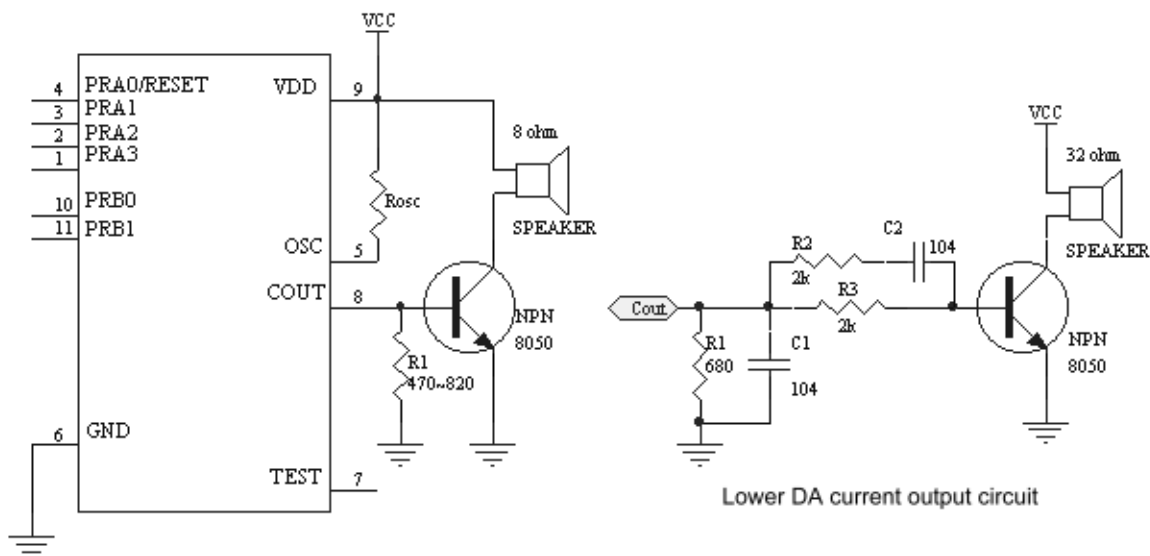 VCC
4 PRA0/RESET VDD 9
3 PRA1
2 PRA2
1 PRA3
10 PRB0
11 PRB1
OSC 5
COUT 8
6 GND
TEST 7
Rosc
8 ohm
SPEAKER
NPN
8050
R1
470~820
VCC
32 ohm
SPEAKER
C2
104
R2
2k
R3
2k
Cout
R1
680
C1
104
NPN
8050
Lower DA current output circuit